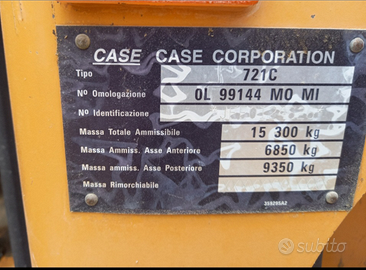 CASE CASE CORPORATION
Tipo 721C
Nº Omologazione OL 99144 MO MI
Nº Identificazione
Massa Totale Ammissibile 15 300 kg
Massa Ammiss. Asse Anteriore 6850 kg
Massa ammiss. Asse Posteriore 9350 kg
Massa Rimorchiabile
subito